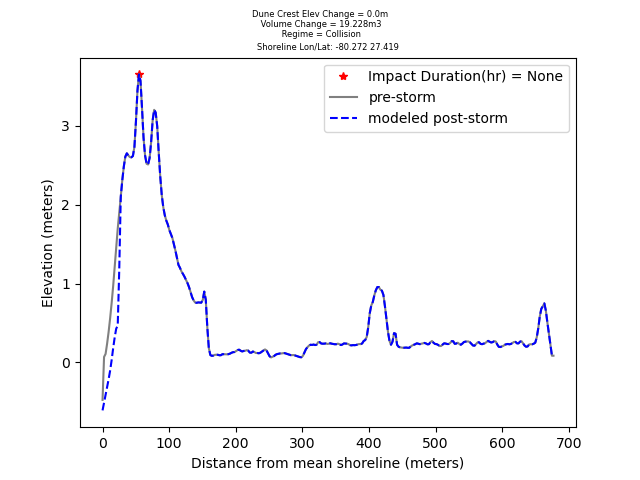 Dune Crest Elev Change = 0.0m
Volume Change = 19.228m3
Regime = Collision
Shoreline Lon/Lat: -80.272 27.419
Impact Duration(hr) = None
pre-storm
modeled post-storm
Elevation (meters)
3
2
1
0
0 100 200 300 400 500 600 700
Distance from mean shoreline (meters)